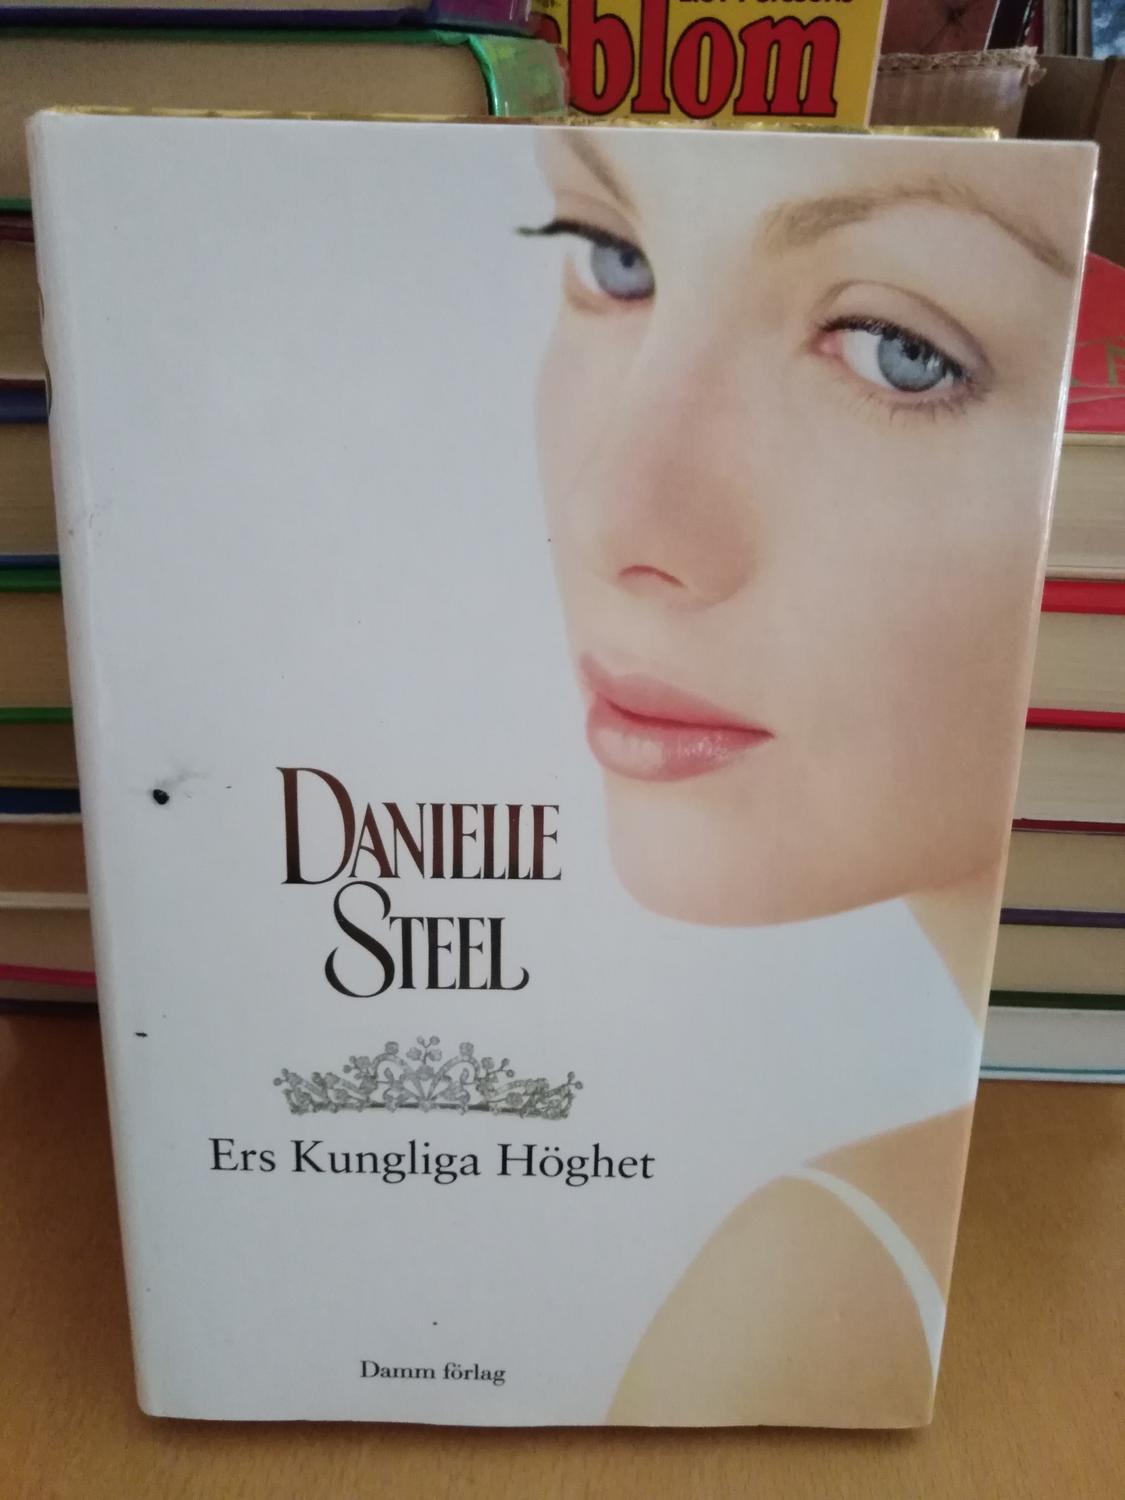 blom
DANIELLE
STEEL
Ers Kungliga Höghet
Damm förlag